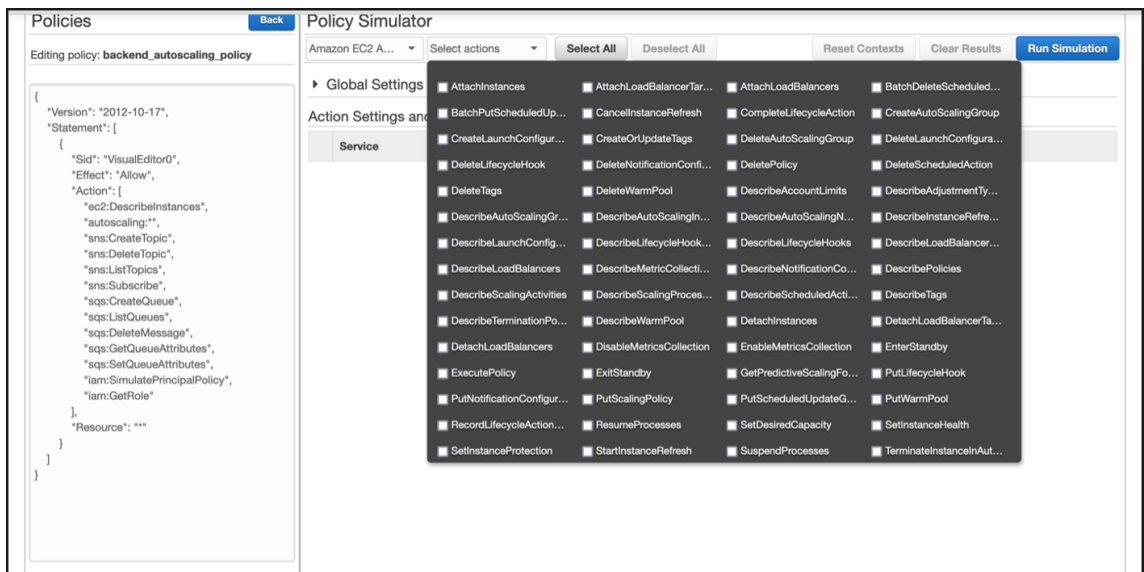 Policies
Back
Editing policy: backend_autoscaling_policy
{
"Version": "2012-10-17",
"Statement": [
{
"Sid": "VisualEditor0",
"Effect": "Allow",
"Action": [
"ec2:DescribeInstances",
"autoscaling:*",
"sns:CreateTopic",
"sns:DeleteTopic",
"sns:ListTopics",
"sns:Subscribe",
"sqs:CreateQueue",
"sqs:ListQueues",
"sqs:DeleteMessage",
"sqs:GetQueueAttributes",
"sqs:SetQueueAttributes",
"iam:SimulatePrincipalPolicy",
"iam:GetRole"
],
"Resource": "*"
}
]
}
Policy Simulator
Amazon EC2 A... Select actions Select All Deselect All Reset Contexts Clear Results Run Simulation
Global Settings
Action Settings and
Service
AttachInstances AttachLoadBalancerTar... AttachLoadBalancers BatchDeleteScheduled...
BatchPutScheduledUp... CancelInstanceRefresh CompleteLifecycleAction CreateAutoScalingGroup
CreateLaunchConfigur... CreateOrUpdateTags DeleteAutoScalingGroup DeleteLaunchConfigura...
DeleteLifecycleHook DeleteNotificationConfi... DeletePolicy DeleteScheduledAction
DeleteTags DeleteWarmPool DescribeAccountLimits DescribeAdjustmentTy...
DescribeAutoScalingGr... DescribeAutoScalingIn... DescribeAutoScalingN... DescribeInstanceRefre...
DescribeLaunchConfig... DescribeLifecycleHook... DescribeLifecycleHooks DescribeLoadBalancer...
DescribeLoadBalancers DescribeMetricCollecti... DescribeNotificationCo... DescribePolicies
DescribeScalingActivities DescribeScalingProces... DescribeScheduledActi... DescribeTags
DescribeTerminationPo... DescribeWarmPool DetachInstances DetachLoadBalancerTa...
DetachLoadBalancers DisableMetricsCollection EnableMetricsCollection EnterStandby
ExecutePolicy ExitStandby GetPredictiveScalingFo... PutLifecycleHook
PutNotificationConfigur... PutScalingPolicy PutScheduledUpdateG... PutWarmPool
RecordLifecycleAction... ResumeProcesses SetDesiredCapacity SetInstanceHealth
SetInstanceProtection StartInstanceRefresh SuspendProcesses TerminateInstanceInAut...